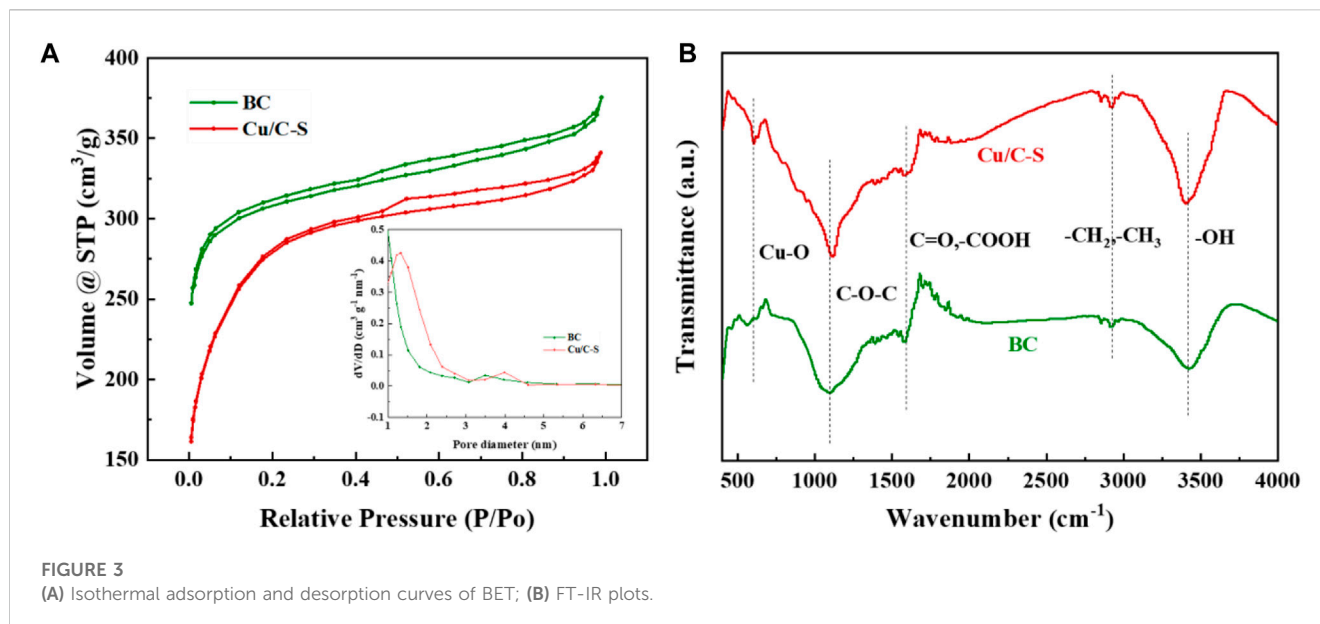 A
400
350
300
250
200
150
Volume @ STP (cm³/g)
BC
Cu/C-S
0.5
0.4
0.3
0.2
0.1
0.0
-0.1
dV/dD (cm³ g⁻¹ nm⁻¹)
BC
Cu/C-S
1 2 3 4 5 6 7
Pore diameter (nm)
0.0 0.2 0.4 0.6 0.8 1.0
Relative Pressure (P/Po)
B
Transmittance (a.u.)
Cu/C-S
Cu-O
C=O,-COOH
-CH₂,-CH₃
-OH
C-O-C
BC
500 1000 1500 2000 2500 3000 3500 4000
Wavenumber (cm⁻¹)
FIGURE 3
(A) Isothermal adsorption and desorption curves of BET; (B) FT-IR plots.